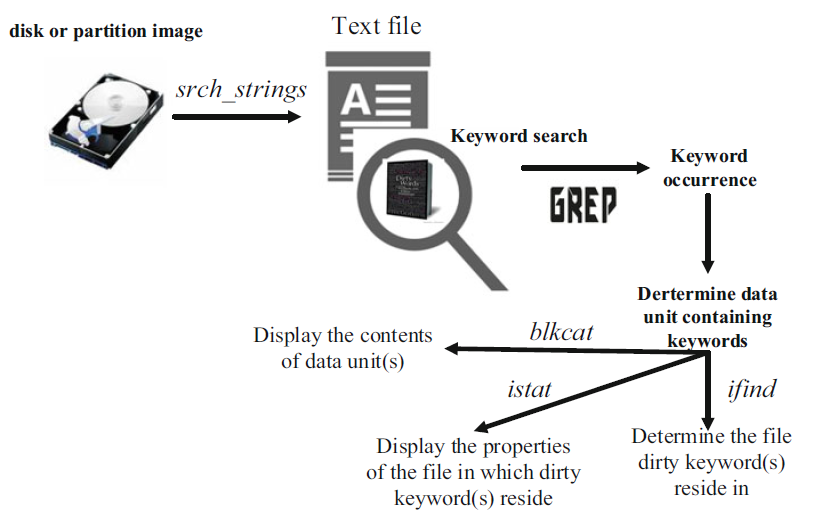 disk or partition image
Text file
srch_strings
A
Keyword search
Keyword
occurrence
GREP
Dertermine data
unit containing
keywords
blkcat
Display the contents
of data unit(s)
istat
ifind
Display the properties
of the file in which dirty
keyword(s) reside
Determine the file
dirty keyword(s)
reside in